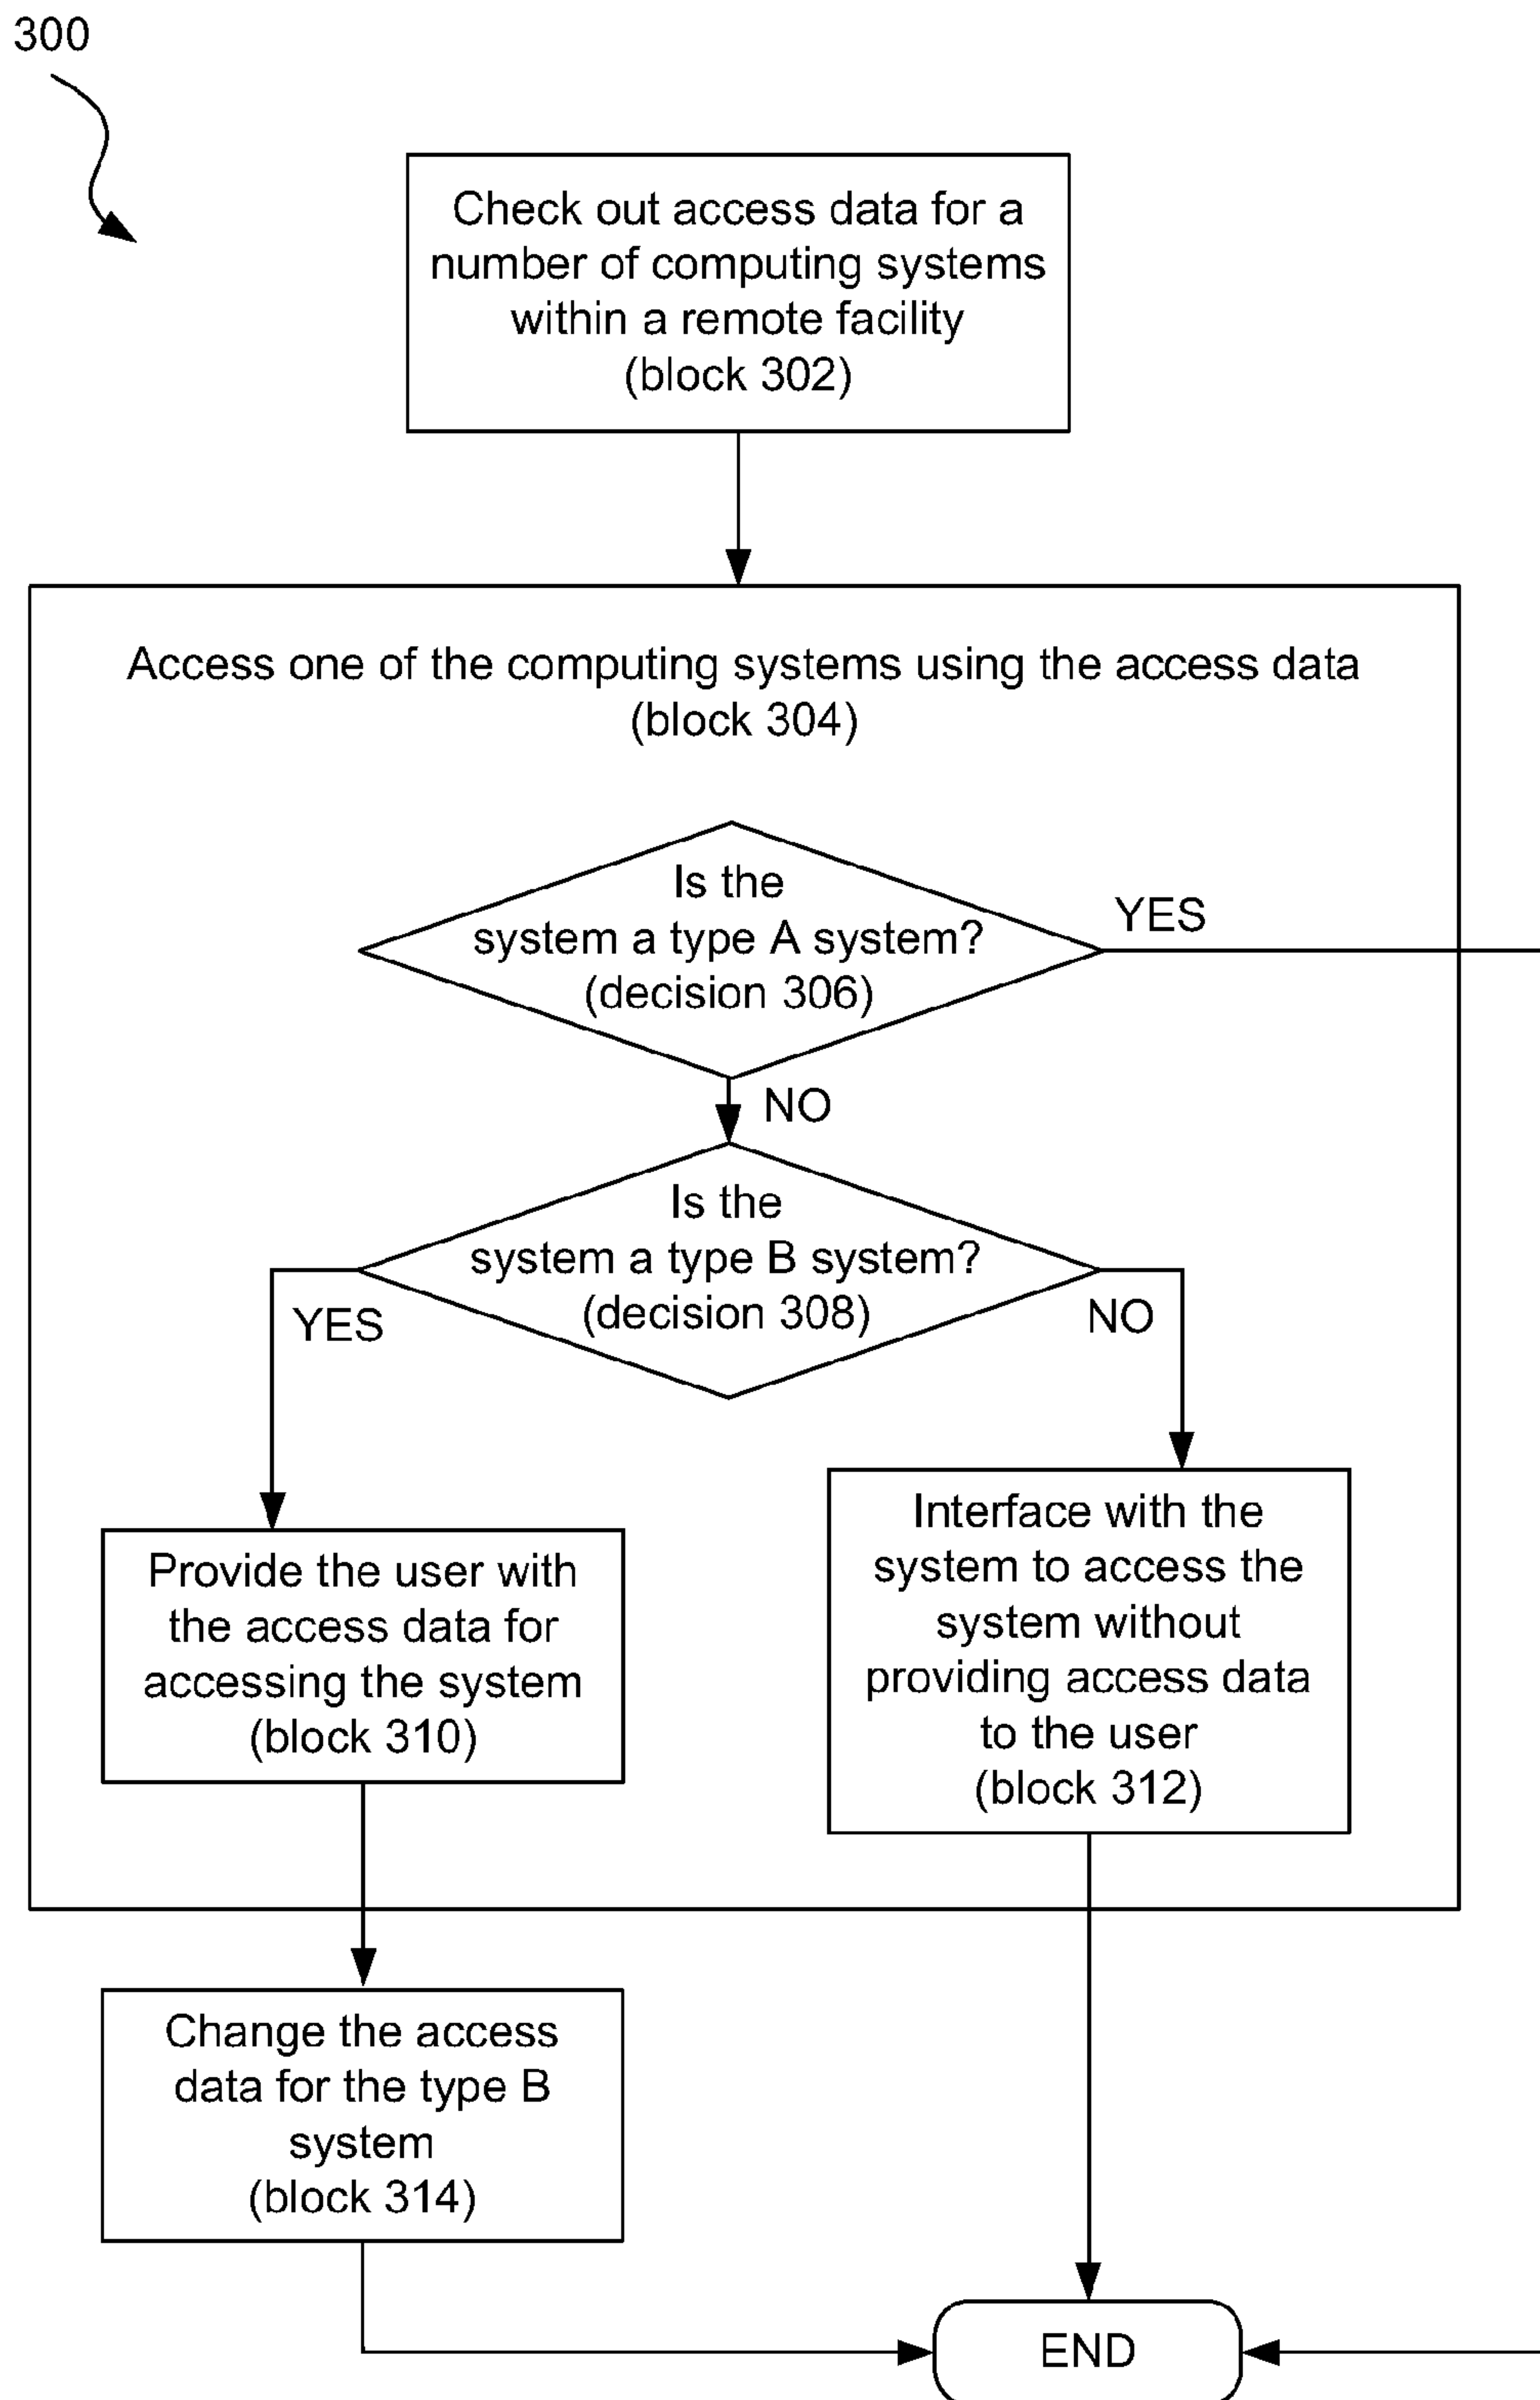 300
Check out access data for a
number of computing systems
within a remote facility
(block 302)
Access one of the computing systems using the access data
(block 304)
Is the
system a type A system?
(decision 306)
YES
NO
Is the
system a type B system?
(decision 308)
YES
NO
Provide the user with
the access data for
accessing the system
(block 310)
Interface with the
system to access the
system without
providing access data
to the user
(block 312)
Change the access
data for the type B
system
(block 314)
END